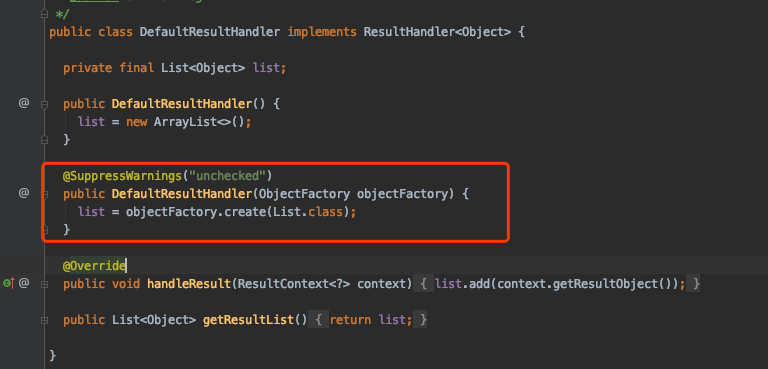 */
public class DefaultResultHandler implements ResultHandler<Object> {
private final List<Object> list;
@ public DefaultResultHandler() {
list = new ArrayList<>();
}
@SuppressWarnings("unchecked")
@ public DefaultResultHandler(ObjectFactory objectFactory) {
list = objectFactory.create(List.class);
}
@Override
@ public void handleResult(ResultContext<?> context) { list.add(context.getResultObject()); }
public List<Object> getResultList() { return list; }
}